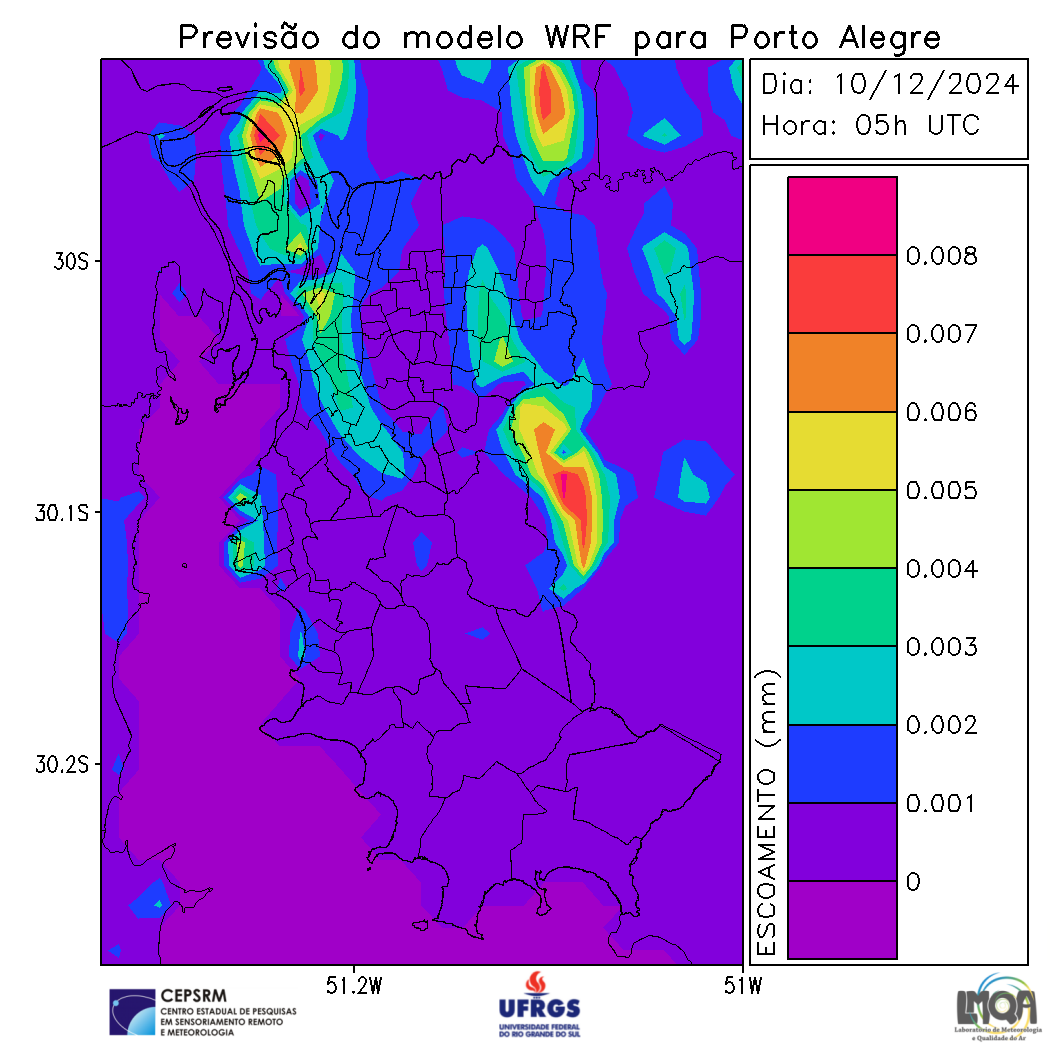 Previsão do modelo WRF para Porto Alegre
Dia: 10/12/2024
Hora: 05h UTC
30S
30.1S
30.2S
51.2W
51W
ESCOAMENTO (mm)
0.008
0.007
0.006
0.005
0.004
0.003
0.002
0.001
0
CEPSRM
CENTRO ESTADUAL DE PESQUISAS
EM SENSORIAMENTO REMOTO
E METEOROLOGIA
UFRGS
UNIVERSIDADE FEDERAL
DO RIO GRANDE DO SUL
LMQA
Laboratório de Meteorologia
e Qualidade do Ar